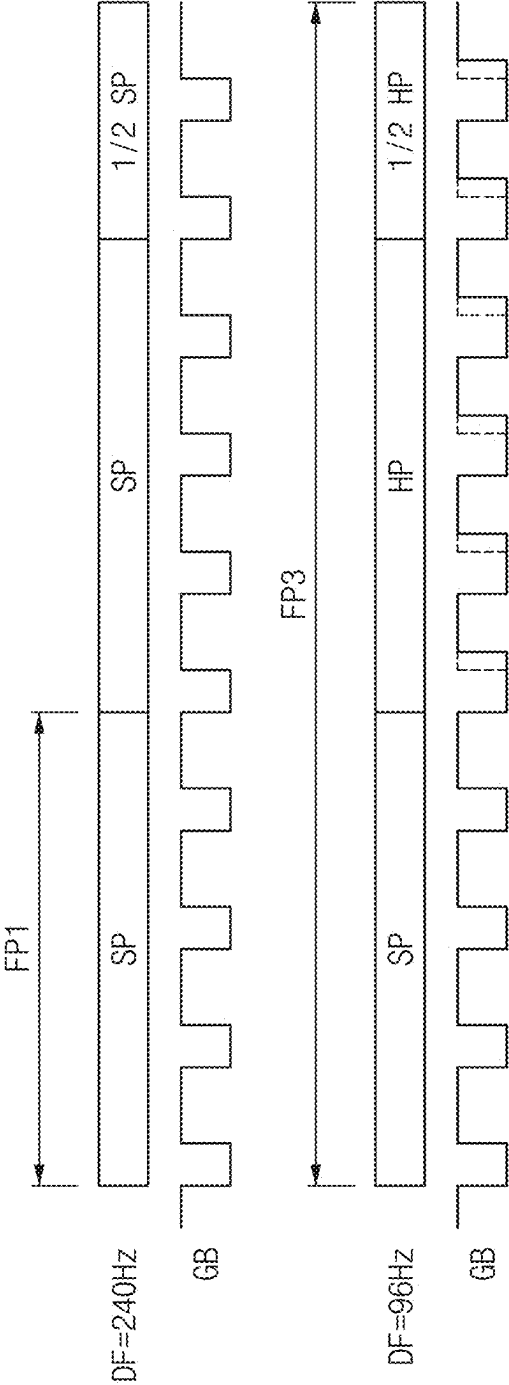 FP1
DF=240Hz SP SP 1/2 SP
GB
FP3
DF=96Hz SP HP 1/2 HP
GB